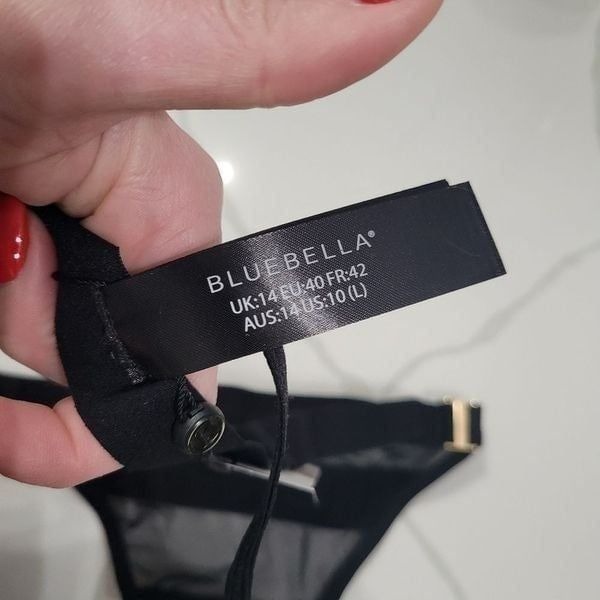 BLUEBELLA®
UK:14 EU:40 FR:42
AUS:14 US:10 (L)